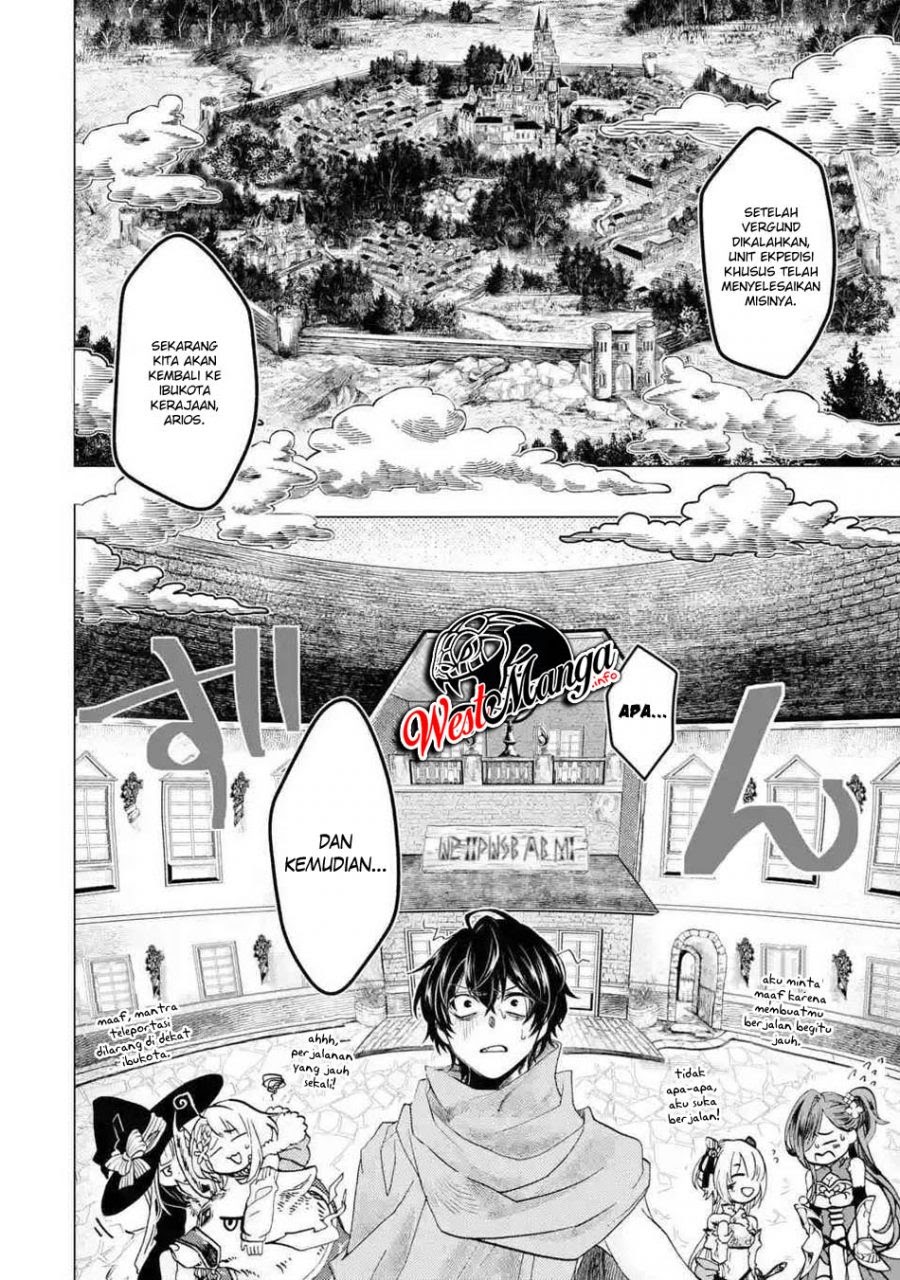 SETELAH
VERGUND
DIKALAHKAN,
UNIT EKPEDISI
KHUSUS TELAH
MENYELESAIKAN
MISINYA.
SEKARANG
KITA AKAN
KEMBALI KE
IBUKOTA
KERAJAAN,
ARIOS.
WestManga
.info
APA...
ずん
DAN
KEMUDIAN...
aku minta
maaf karena
membuatmu
berjalan begitu
jauh.
tidak
apa-apa,
aku suka
berjalan!
ahhh,
perjalanan
yang jauh
sekali!
maaf, mantra
teleportasi
dilarang di dekat
ibukota.